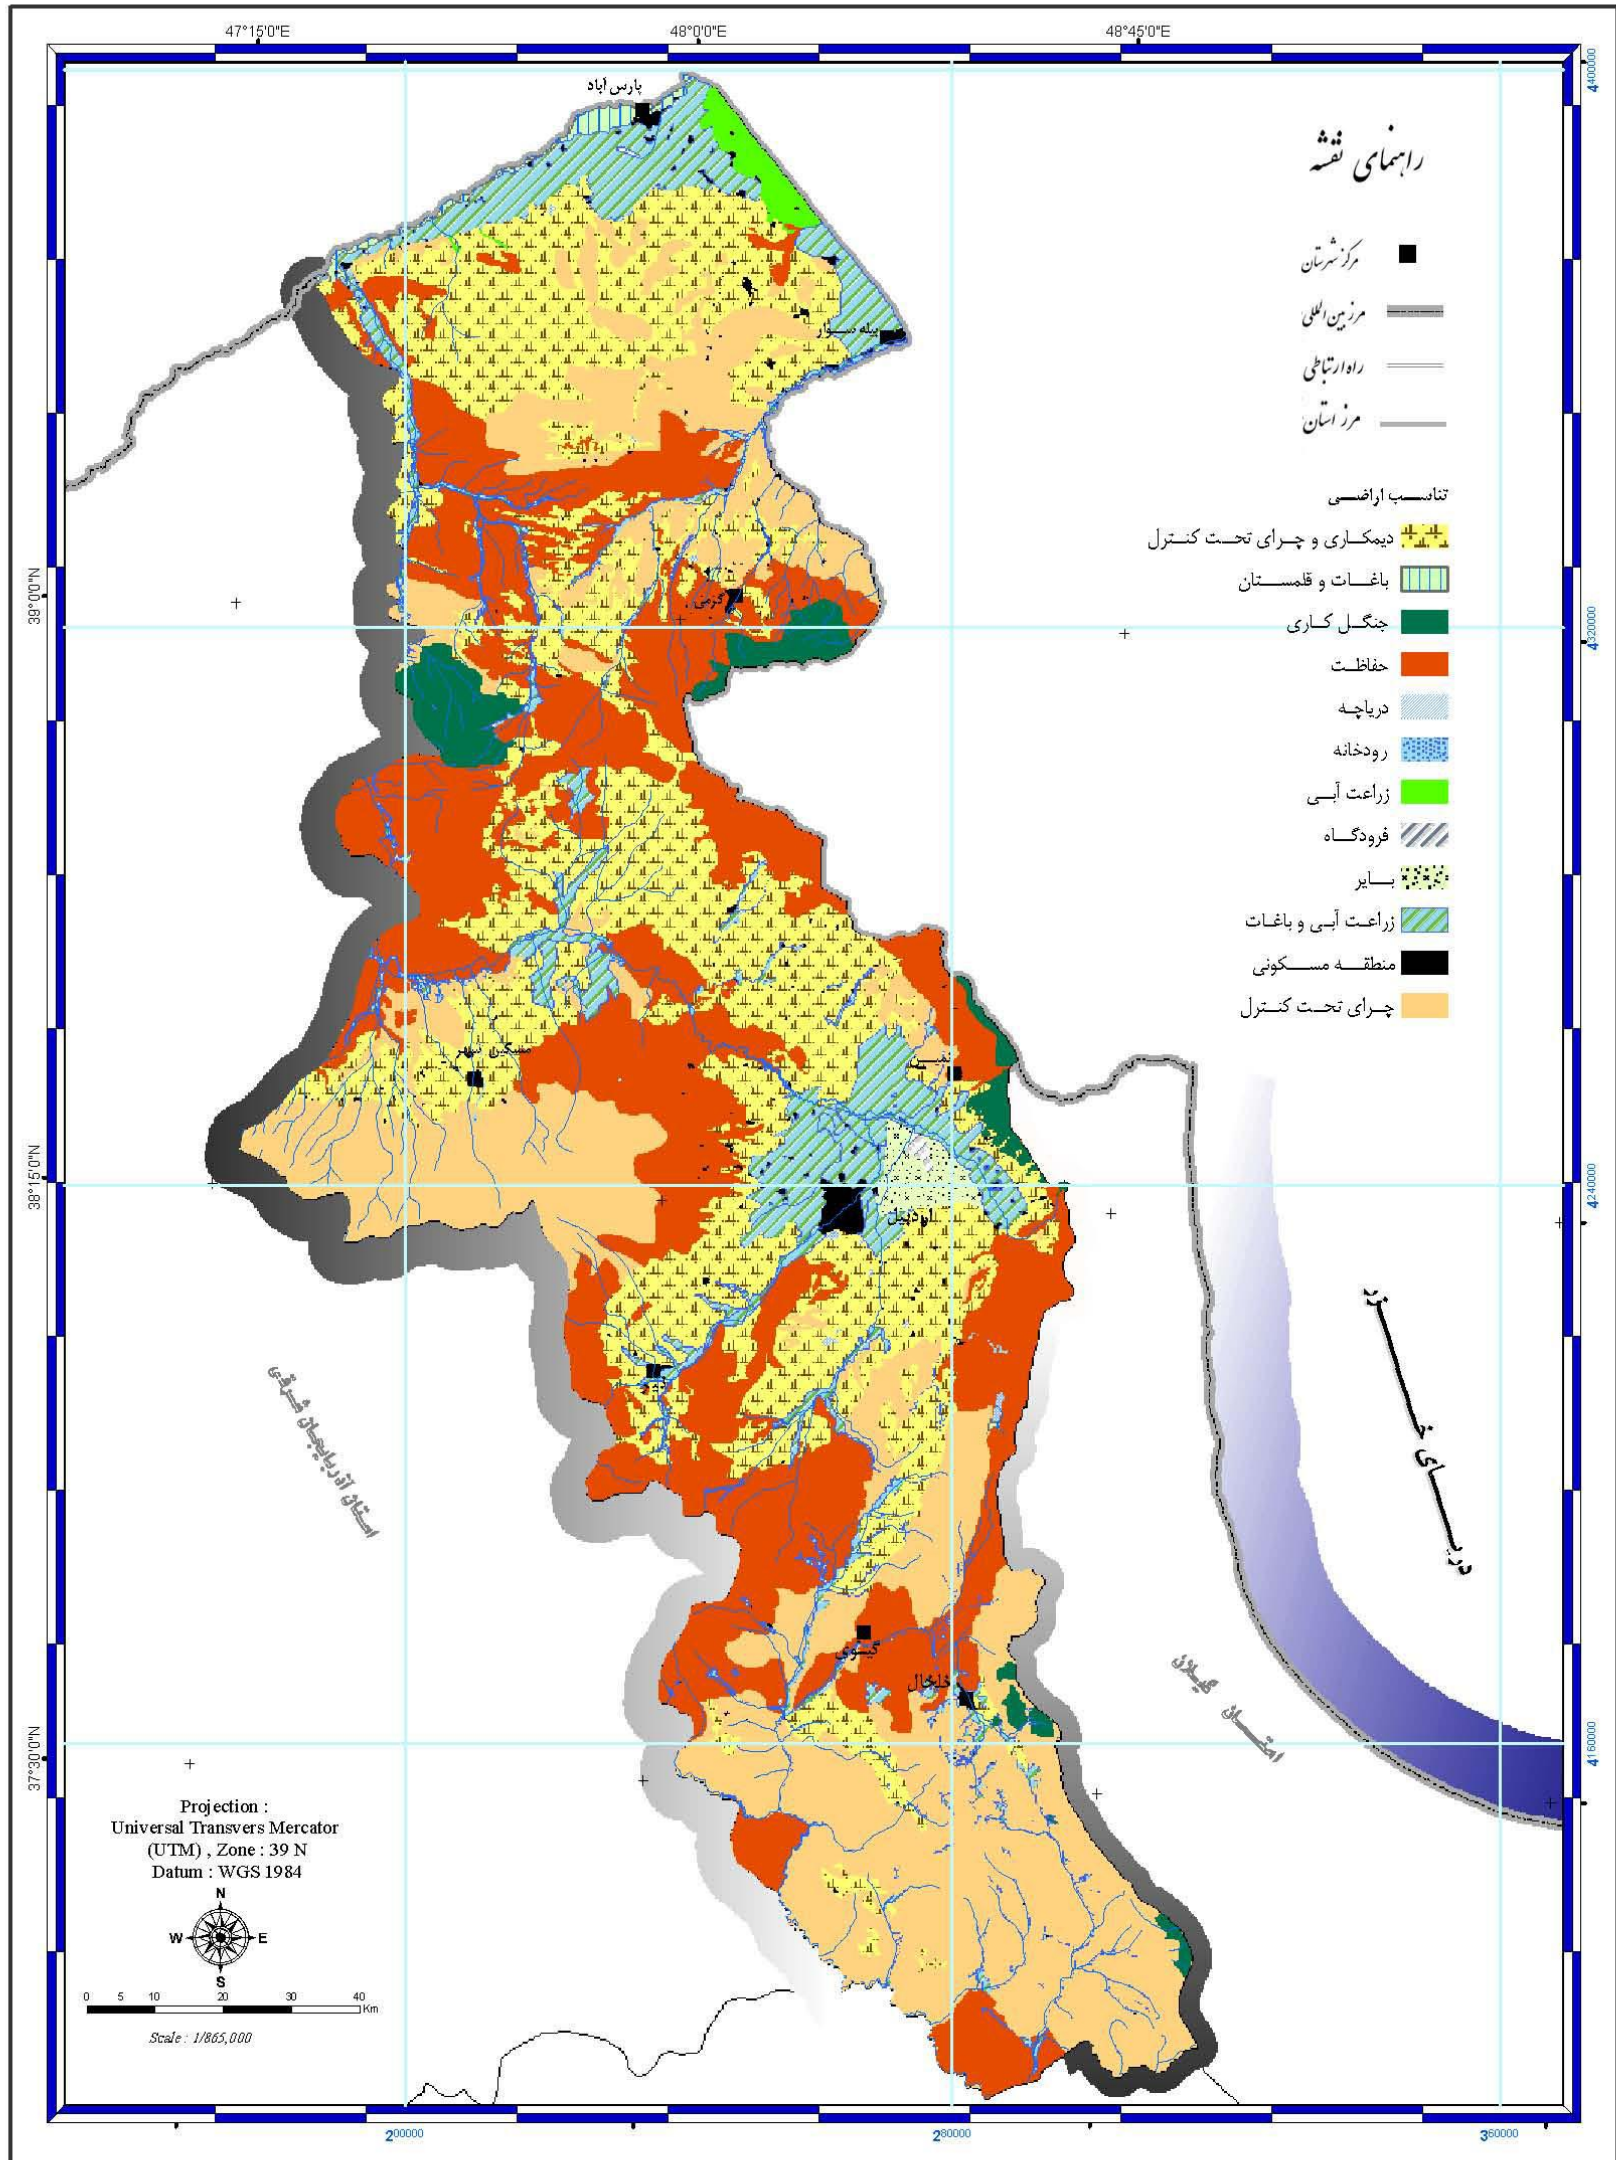 47°15'0"E
48°0'0"E
48°45'0"E
4400000
4320000
4240000
4160000
39°0'0"N
38°15'0"N
37°30'0"N
200000
280000
360000
پارس آباد
بیله سوار
گرمی
مشگین شهر
نمین
اردبیل
نیر
گیوی
خلخال
راهنمای نقشه
مرکز شهرستان
مرز بین المللی
راه ارتباطی
مرز استان
تناسب اراضی
دیمکاری و چرای تحت کنترل
باغات و قلمستان
جنگل کاری
حفاظت
دریاچه
رودخانه
زراعت آبی
فرودگاه
بایر
زراعت آبی و باغات
منطقه مسکونی
چرای تحت کنترل
دریای خزر
استان آذربایجان شرقی
استان گیلان
Projection :
Universal Transvers Mercator
(UTM) , Zone : 39 N
Datum : WGS 1984
N
W
E
S
0 5 10 20 30 40
Km
Scale : 1/865,000